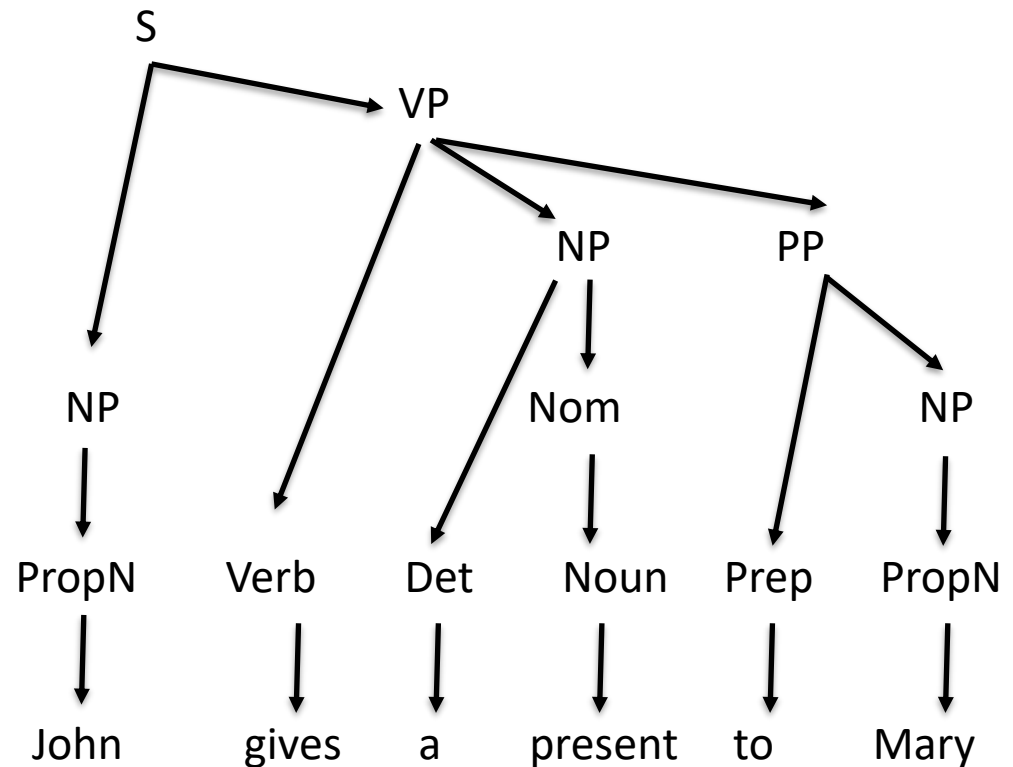 S
VP
NP PP
NP Nom NP
PropN Verb Det Noun Prep PropN
John gives a present to Mary